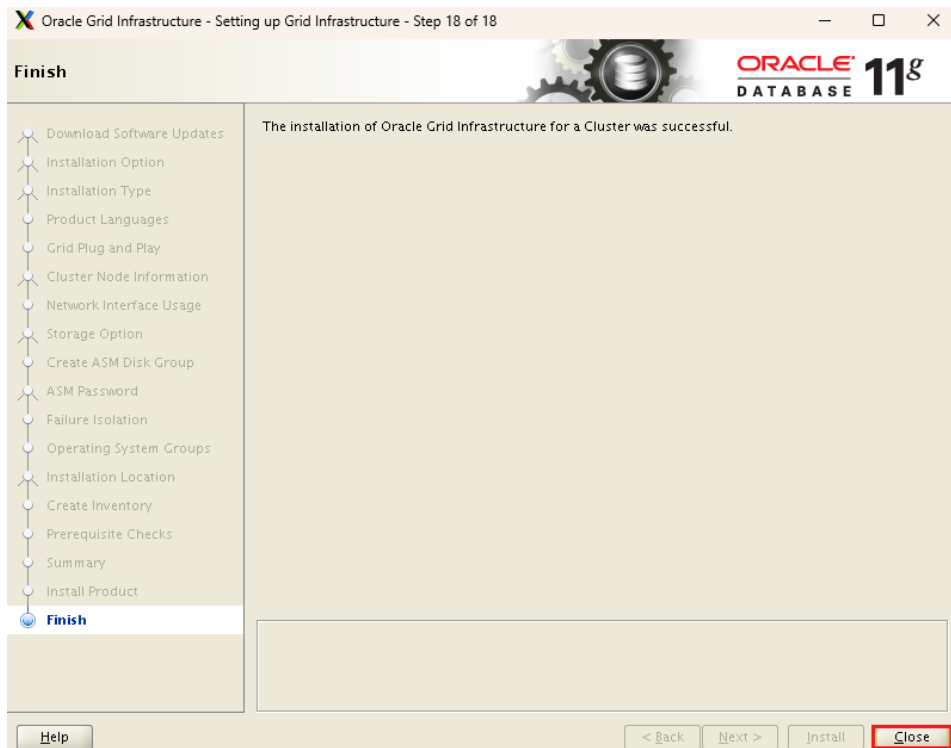 Oracle Grid Infrastructure - Setting up Grid Infrastructure - Step 18 of 18
Finish
ORACLE DATABASE 11g
Download Software Updates
Installation Option
Installation Type
Product Languages
Grid Plug and Play
Cluster Node Information
Network Interface Usage
Storage Option
Create ASM Disk Group
ASM Password
Failure Isolation
Operating System Groups
Installation Location
Create Inventory
Prerequisite Checks
Summary
Install Product
Finish
The installation of Oracle Grid Infrastructure for a Cluster was successful.
Help
< Back
Next >
Install
Close